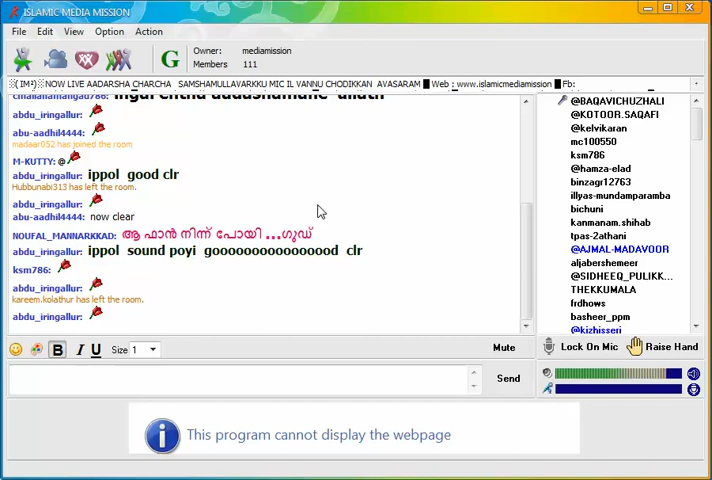 ISLAMIC MEDIA MISSION
File Edit View Option Action
G
Owner: mediamission
Members 111
NOW LIVE AADARSHA CHARCHA SAMSHAMULLAVARKKU MIC IL VANNU CHODIKKAN AVASARAM Web : www.islamicmediamission Fb:
abdu_iringallur:
abu-aadhil4444:
madaar052 has joined the room
M-KUTTY: @
abdu_iringallur: ippol good clr
Hubbunabi313 has left the room.
abdu_iringallur:
abu-aadhil4444: now clear
NOUFAL_MANNARKKAD: ആ ഫാൻ നിന്ന് പോയി ...ഗുഡ്
abdu_iringallur: ippol sound poyi gooooooooooooooood clr
ksm786:
abdu_iringallur:
kareem.kolathur has left the room.
abdu_iringallur:
@BAQAVICHUZHALI
@KOTOOR.SAQAFI
@kelvikaran
mc100550
ksm786
@hamza-elad
binzagr12763
illyas-mundamparamba
bichuni
kanmanam.shihab
tpas-2athani
@AJMAL-MADAVOOR
aljabershemeer
@SIDHEEQ_PULIKK...
THEKKUMALA
frdhows
basheer_ppm
@kizhisseri
B I U Size 1 Mute
Lock On Mic Raise Hand
Send
This program cannot display the webpage